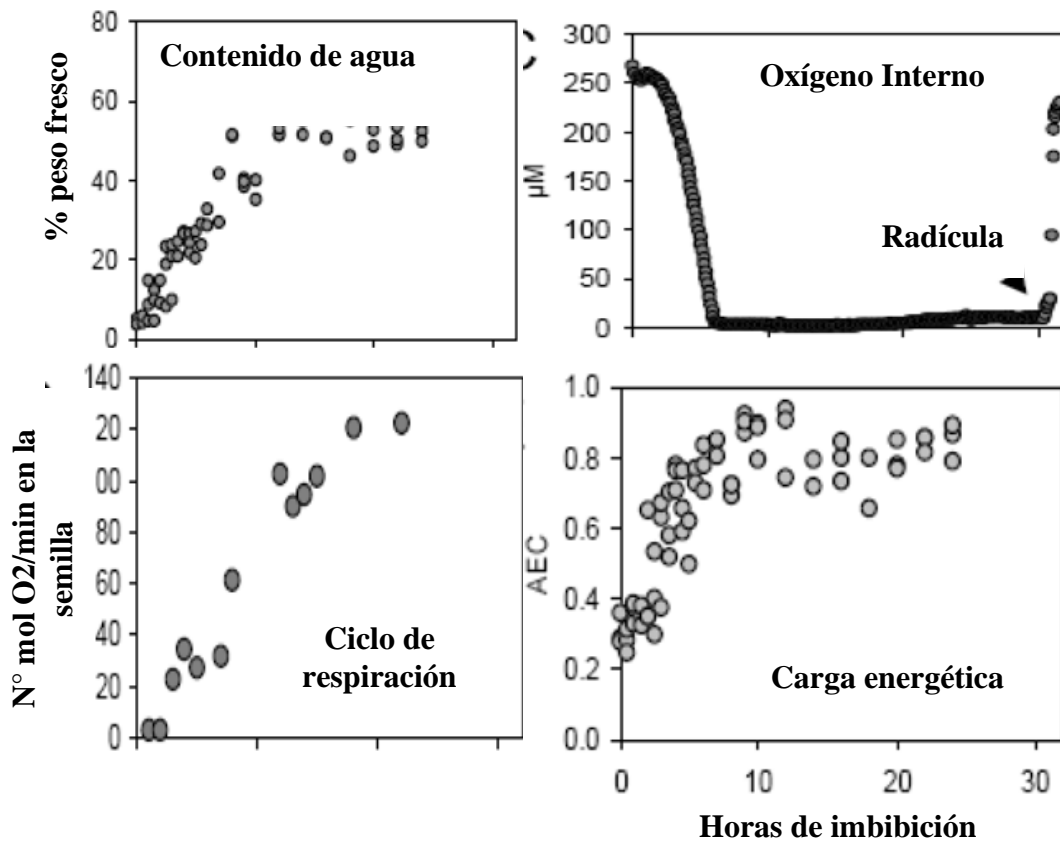 80
60
40
20
0
% peso fresco
Contenido de agua
300
250
200
150
100
50
0
µM
Oxígeno Interno
Radícula
140
20
00
80
60
40
20
0
N° mol O2/min en la
semilla
Ciclo de
respiración
1.0
0.8
0.6
0.4
0.2
0.0
AEC
Carga energética
0 10 20 30
Horas de imbibición